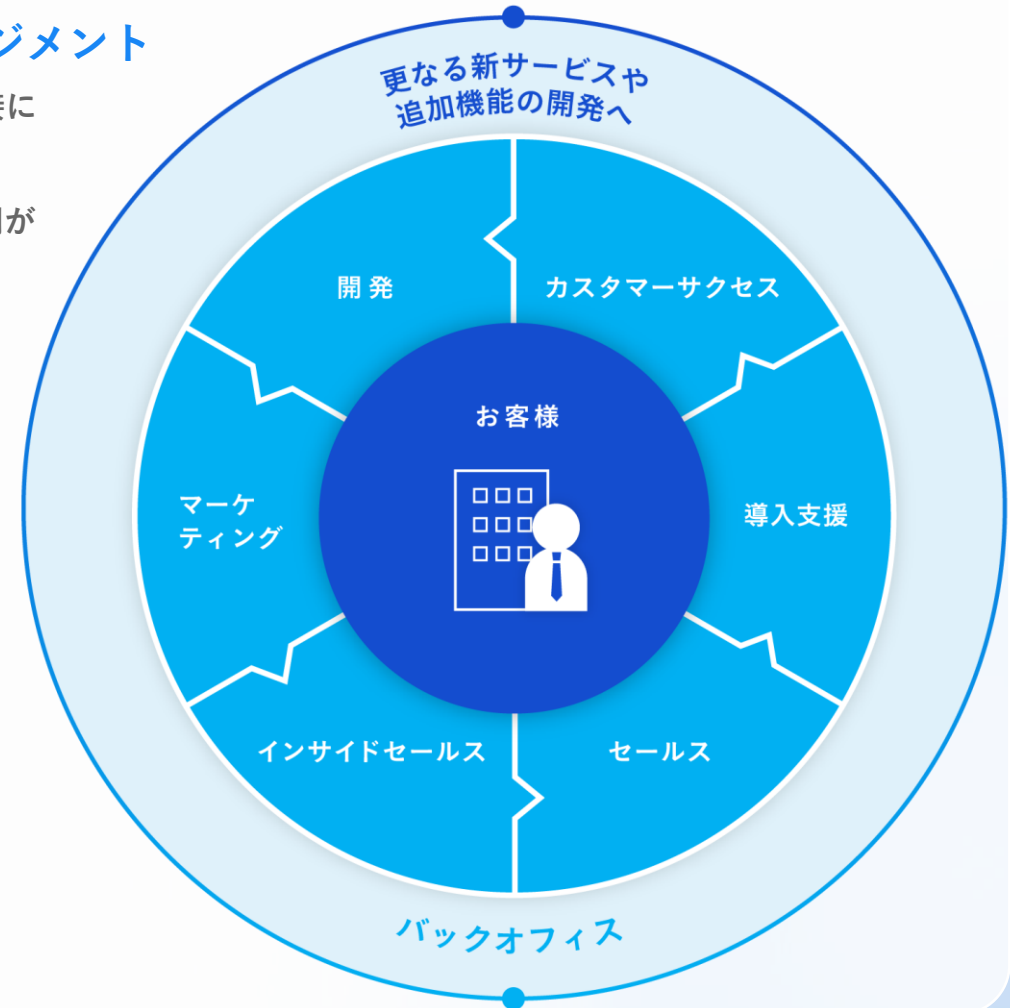 ジメント
に
が
更なる新サービスや
追加機能の開発へ
開発
カスタマーサクセス
お客様
マーケ
ティング
導入支援
インサイドセールス
セールス
バックオフィス